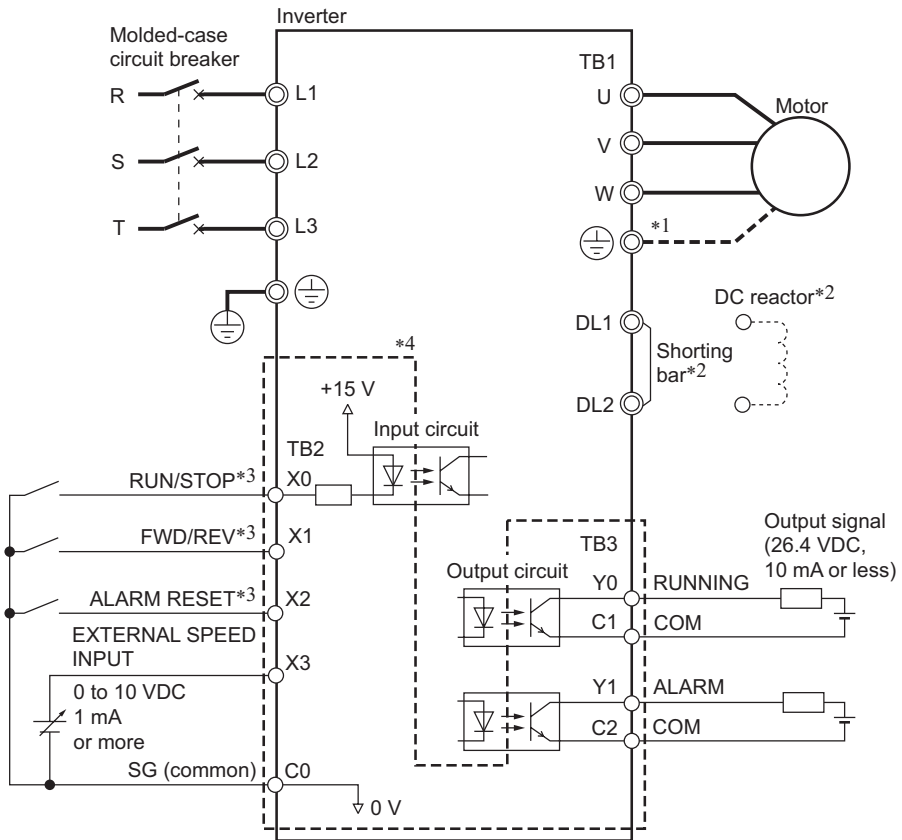 Inverter
Molded-case
circuit breaker
R
L1
S
L2
T
L3
TB1
U
V
W
Motor
*1
DL1
DL2
Shorting
bar*2
DC reactor*2
*4
+15 V
Input circuit
TB2
RUN/STOP*3
X0
FWD/REV*3
X1
ALARM RESET*3
X2
EXTERNAL SPEED
INPUT
X3
0 to 10 VDC
1 mA
or more
SG (common)
C0
0 V
TB3
Output circuit
Y0
RUNNING
C1
COM
Y1
ALARM
C2
COM
Output signal
(26.4 VDC,
10 mA or less)